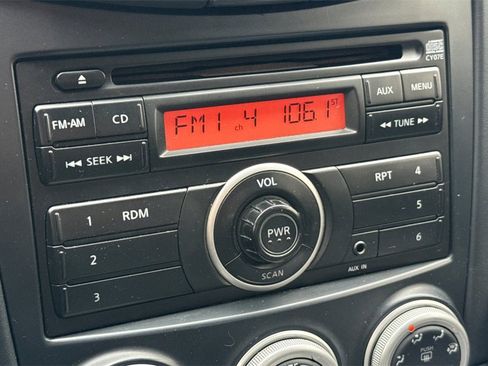 CY07E
AUX MENU
FM•AM CD
FM1 ch 4 106.1 ST
SEEK
TUNE
VOL
1 RDM
RPT 4
2
PWR
5
3
SCAN
AUX IN
6
PUSH